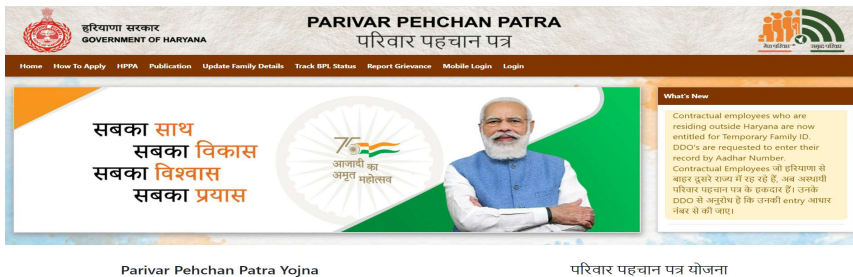 हरियाणा सरकार
GOVERNMENT OF HARYANA
PARIVAR PEHCHAN PATRA
परिवार पहचान पत्र
मेरा परिवार समृद्ध परिवार
Home How To Apply HPPA Publication Update Family Details Track BPL Status Report Grievance Mobile Login Login
सबका साथ
सबका विकास
सबका विश्वास
सबका प्रयास
75
आज़ादी का
अमृत महोत्सव
What's New
Contractual employees who are
residing outside Haryana are now
entitled for Temporary Family ID.
DDO's are requested to enter their
record by Aadhar Number.
Contractual Employees जो हरियाणा से
बाहर दूसरे राज्य में रह रहे हैं, अब अस्थायी
परिवार पहचान पत्र के हकदार हैं। उनके
DDO से अनुरोध है कि उनकी entry आधार
नंबर से की जाए।
Parivar Pehchan Patra Yojna
परिवार पहचान पत्र योजना